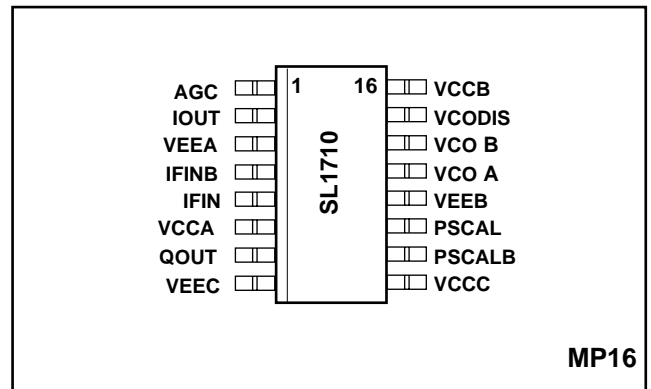 AGC 1 16 VCCB
IOUT VCODIS
VEEA VCO B
IFINB VCO A
IFIN VEEB
VCCA PSCAL
QOUT PSCALB
VEEC VCCC
SL1710
MP16